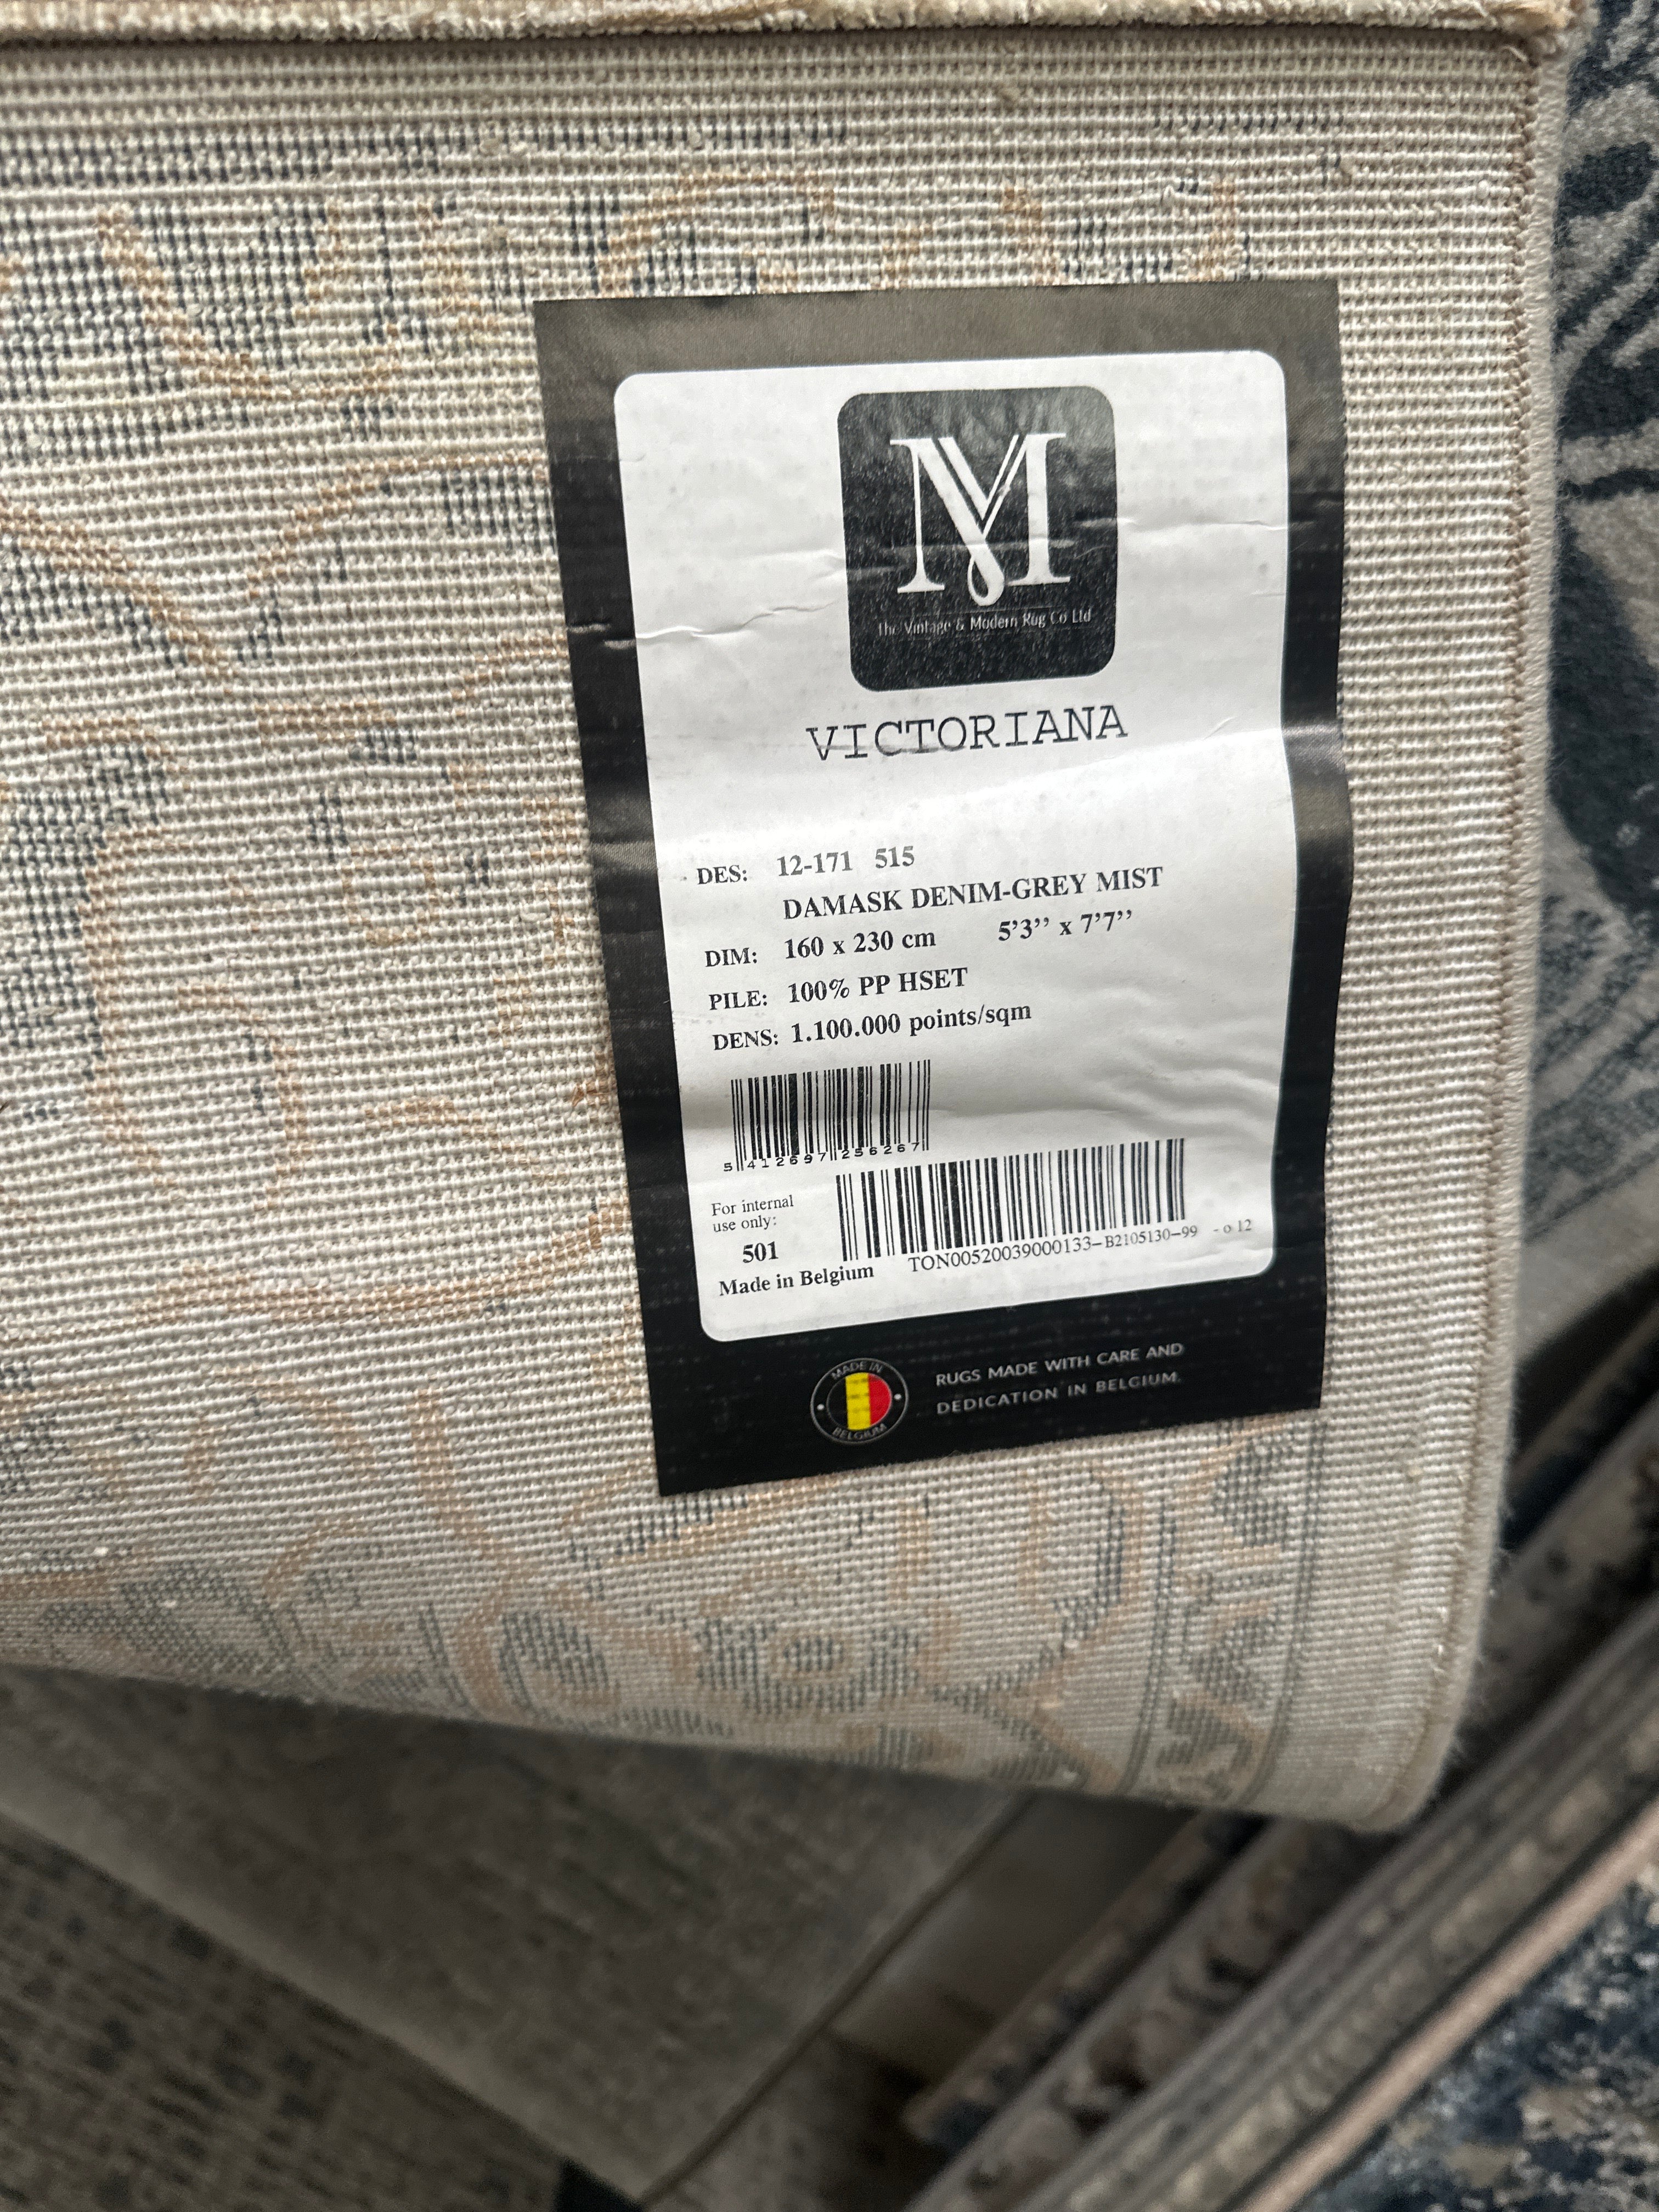 M
The Vintage & Modern Rug Co Ltd
VICTORIANA
DES: 12-171 515
DAMASK DENIM-GREY MIST
DIM: 160 x 230 cm 5'3'' x 7'7''
PILE: 100% PP HSET
DENS: 1.100.000 points/sqm
5 412697 256267
For internal
use only:
501
TON00520039000133-B2105130-99 - o 12
Made in Belgium
MADE IN
BELGIUM
RUGS MADE WITH CARE AND
DEDICATION IN BELGIUM.